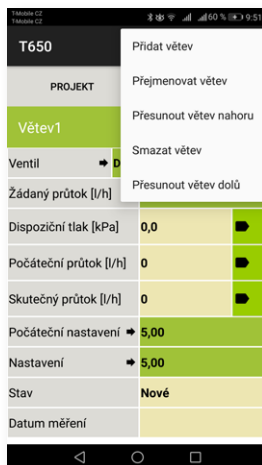 T-Mobile CZ
T-Mobile CZ
60 % 9:51
T650
Přidat větev
Přejmenovat větev
Přesunout větev nahoru
Smazat větev
Přesunout větev dolů
PROJEKT
Větev1
Ventil ➡ D
Žádaný průtok [l/h]
Dispoziční tlak [kPa] 0,0
Počáteční průtok [l/h] 0
Skutečný průtok [l/h] 0
Počáteční nastavení ➡ 5,00
Nastavení ➡ 5,00
Stav Nové
Datum měření